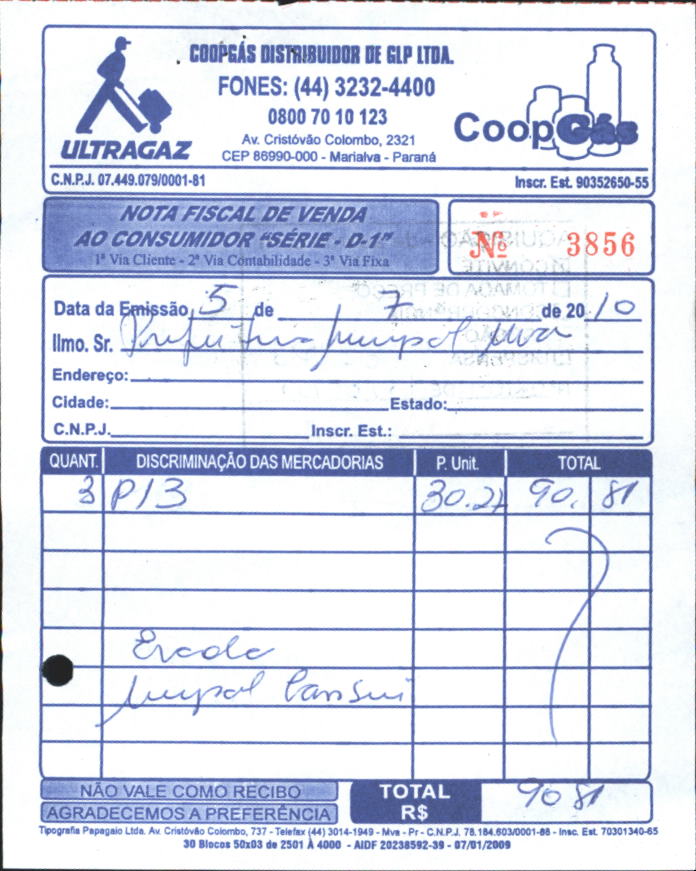 COOPGÁS DISTRIBUIDOR DE GLP LTDA.
FONES: (44) 3232-4400
0800 70 10 123
Av. Cristóvão Colombo, 2321
CEP 86990-000 - Marialva - Paraná
ULTRAGAZ
CoopGás
C.N.P.J. 07.449.079/0001-81
Inscr. Est. 90352650-55
NOTA FISCAL DE VENDA
AO CONSUMIDOR "SÉRIE - D-1"
1ª Via Cliente - 2ª Via Contabilidade - 3ª Via Fixa
Nº 3856
Data da Emissão 5 de 7 de 2010
Ilmo. Sr. Prefeitura
Endereço:
Cidade: Estado:
C.N.P.J. Inscr. Est.:
QUANT. DISCRIMINAÇÃO DAS MERCADORIAS P. Unit. TOTAL
3 P13 30.27 90.81
Escola
NÃO VALE COMO RECIBO
AGRADECEMOS A PREFERÊNCIA
TOTAL R$ 90 81
Tipografia Papagaio Ltda. Av. Cristóvão Colombo, 737 - Telefax (44) 3014-1949 - Mva - Pr - C.N.P.J. 78.184.603/0001-88 - Insc. Est. 70301340-65
30 Blocos 50x03 de 2501 À 4000 - AIDF 20238592-39 - 07/01/2009